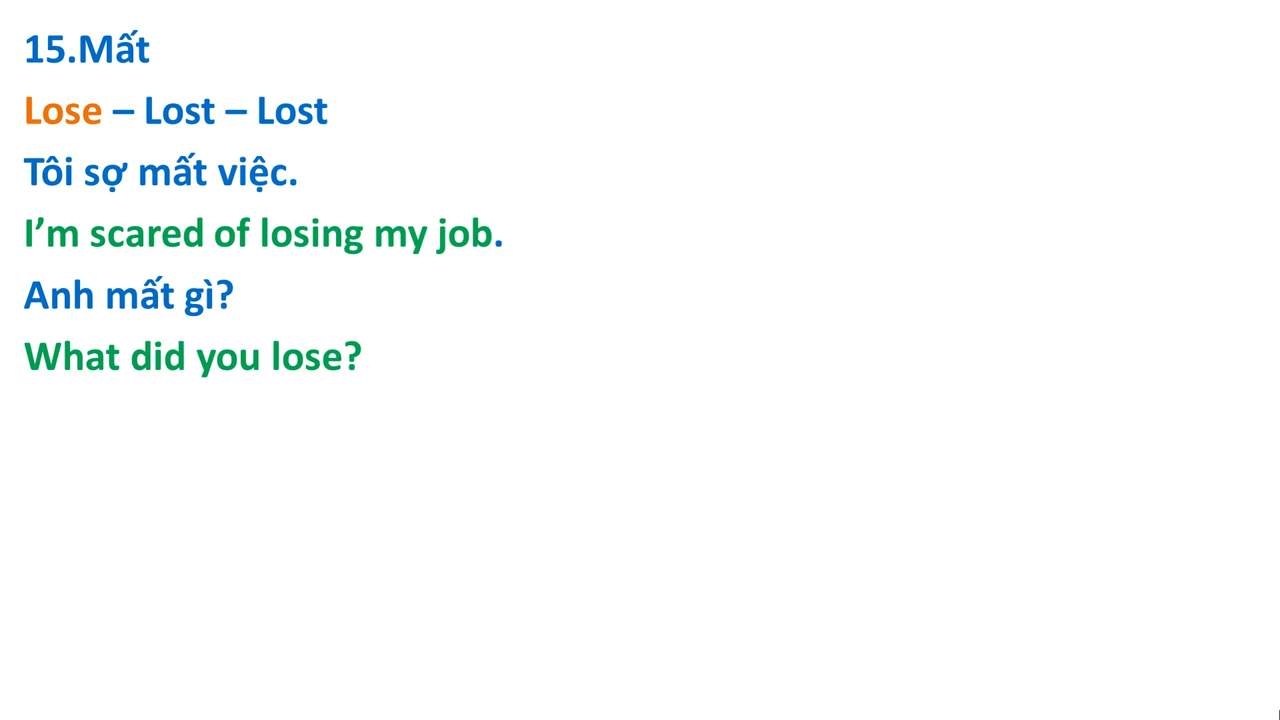 15.Mất
Lose – Lost – Lost
Tôi sợ mất việc.
I’m scared of losing my job.
Anh mất gì?
What did you lose?